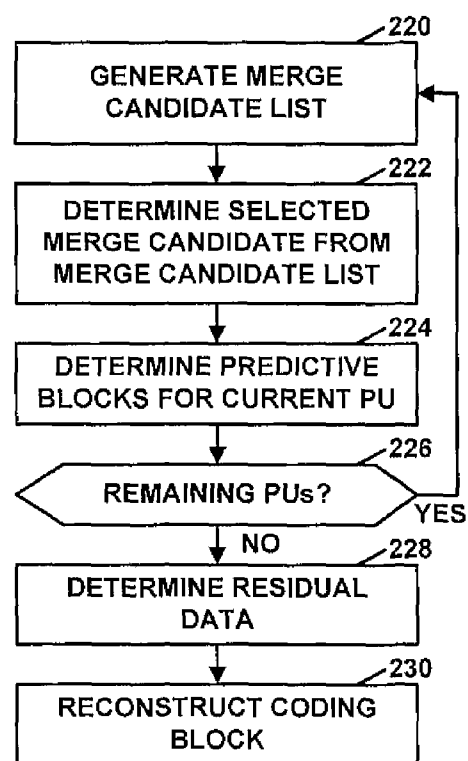 220
GENERATE MERGE
CANDIDATE LIST
222
DETERMINE SELECTED
MERGE CANDIDATE FROM
MERGE CANDIDATE LIST
224
DETERMINE PREDICTIVE
BLOCKS FOR CURRENT PU
226
REMAINING PUs?
YES
NO
228
DETERMINE RESIDUAL
DATA
230
RECONSTRUCT CODING
BLOCK